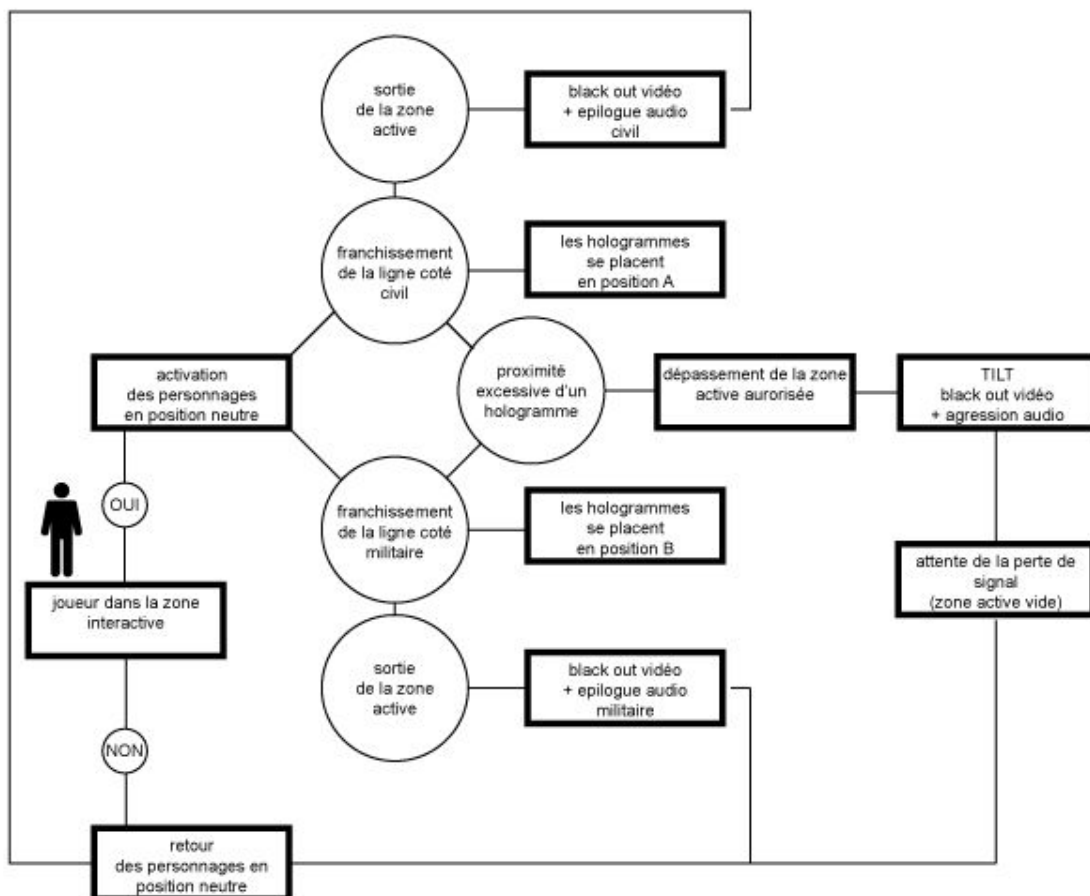 sortie
de la zone
active
black out vidéo
+ epilogue audio
civil
franchissement
de la ligne coté
civil
les hologrammes
se placent
en position A
activation
des personnages
en position neutre
proximité
excessive d'un
hologramme
dépassement de la zone
active aurorisée
TILT
black out vidéo
+ agression audio
OUI
franchissement
de la ligne coté
militaire
les hologrammes
se placent
en position B
attente de la perte de
signal
(zone active vide)
joueur dans la zone
interactive
sortie
de la zone
active
black out vidéo
+ epilogue audio
militaire
NON
retour
des personnages en
position neutre